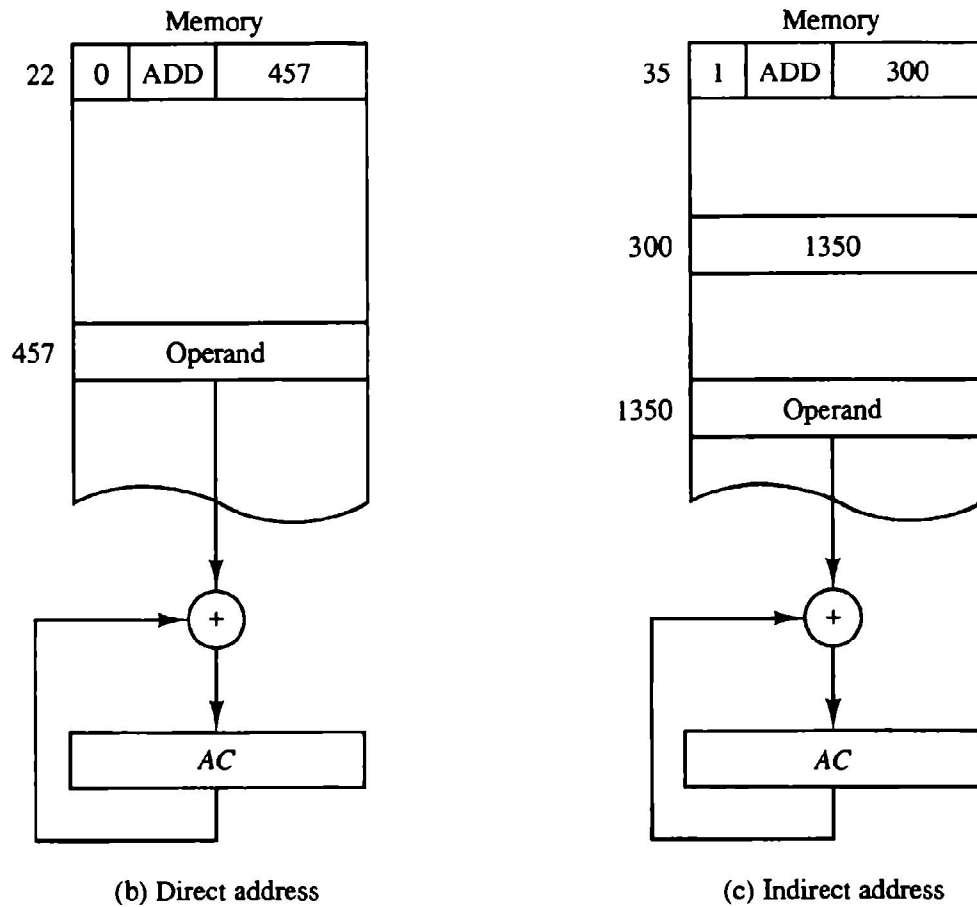 Memory
22 0 ADD 457
457 Operand
+
AC
(b) Direct address
Memory
35 1 ADD 300
300 1350
1350 Operand
+
AC
(c) Indirect address